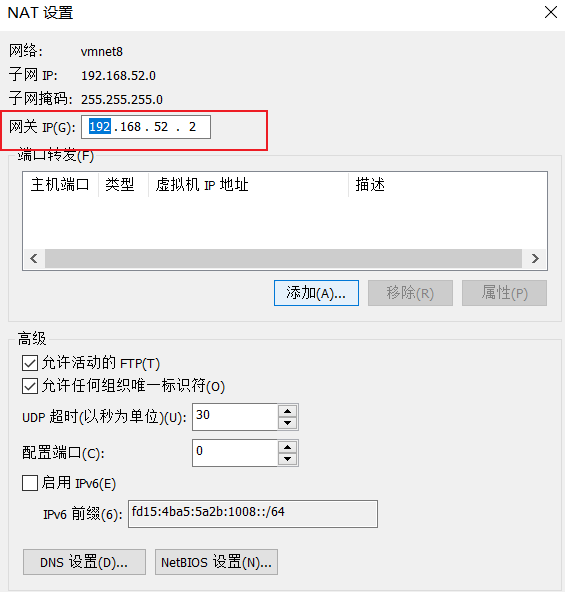 NAT 设置
网络: vmnet8
子网 IP: 192.168.52.0
子网掩码: 255.255.255.0
网关 IP(G): 192 . 168 . 52 . 2
端口转发(F)
主机端口 类型 虚拟机 IP 地址 描述
添加(A)... 移除(R) 属性(P)
高级
允许活动的 FTP(T)
允许任何组织唯一标识符(O)
UDP 超时(以秒为单位)(U): 30
配置端口(C): 0
启用 IPv6(E)
IPv6 前缀(6): fd15:4ba5:5a2b:1008::/64
DNS 设置(D)... NetBIOS 设置(N)...